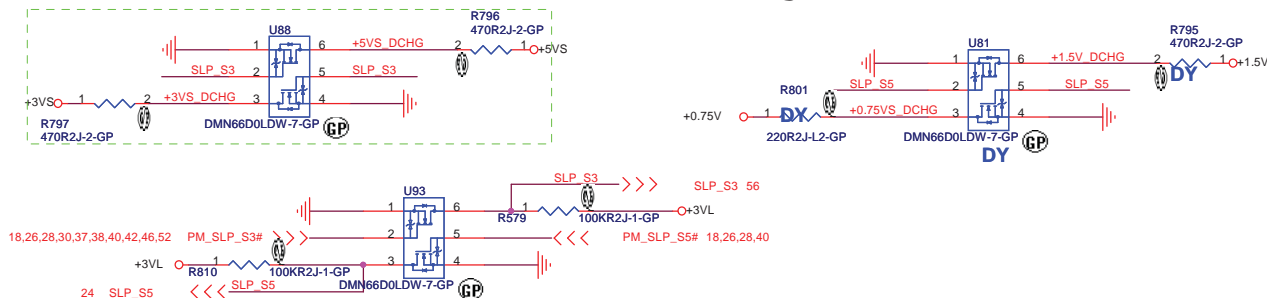 R796
470R2J-2-GP
U88
1 6 +5VS_DCHG 2 1 +5VS
SLP_S3 2 5 SLP_S3
+3VS 1 2 +3VS_DCHG 3 4
R797
470R2J-2-GP
DMN66D0LDW-7-GP GP
R795
470R2J-2-GP
U81
1 6 +1.5V_DCHG 2 DY 1 +1.5V
SLP_S5 2 5 SLP_S5
R801
+0.75V 1 DY 2 +0.75VS_DCHG 3 4
220R2J-L2-GP
DMN66D0LDW-7-GP GP
DY
SLP_S3 SLP_S3 56
U93
1 6 R579 1 2 +3VL
100KR2J-1-GP
18,26,28,30,37,38,40,42,46,52 PM_SLP_S3# 2 5 PM_SLP_S5# 18,26,28,40
+3VL 1 2 3 4
R810 100KR2J-1-GP
DMN66D0LDW-7-GP GP
24 SLP_S5 SLP_S5